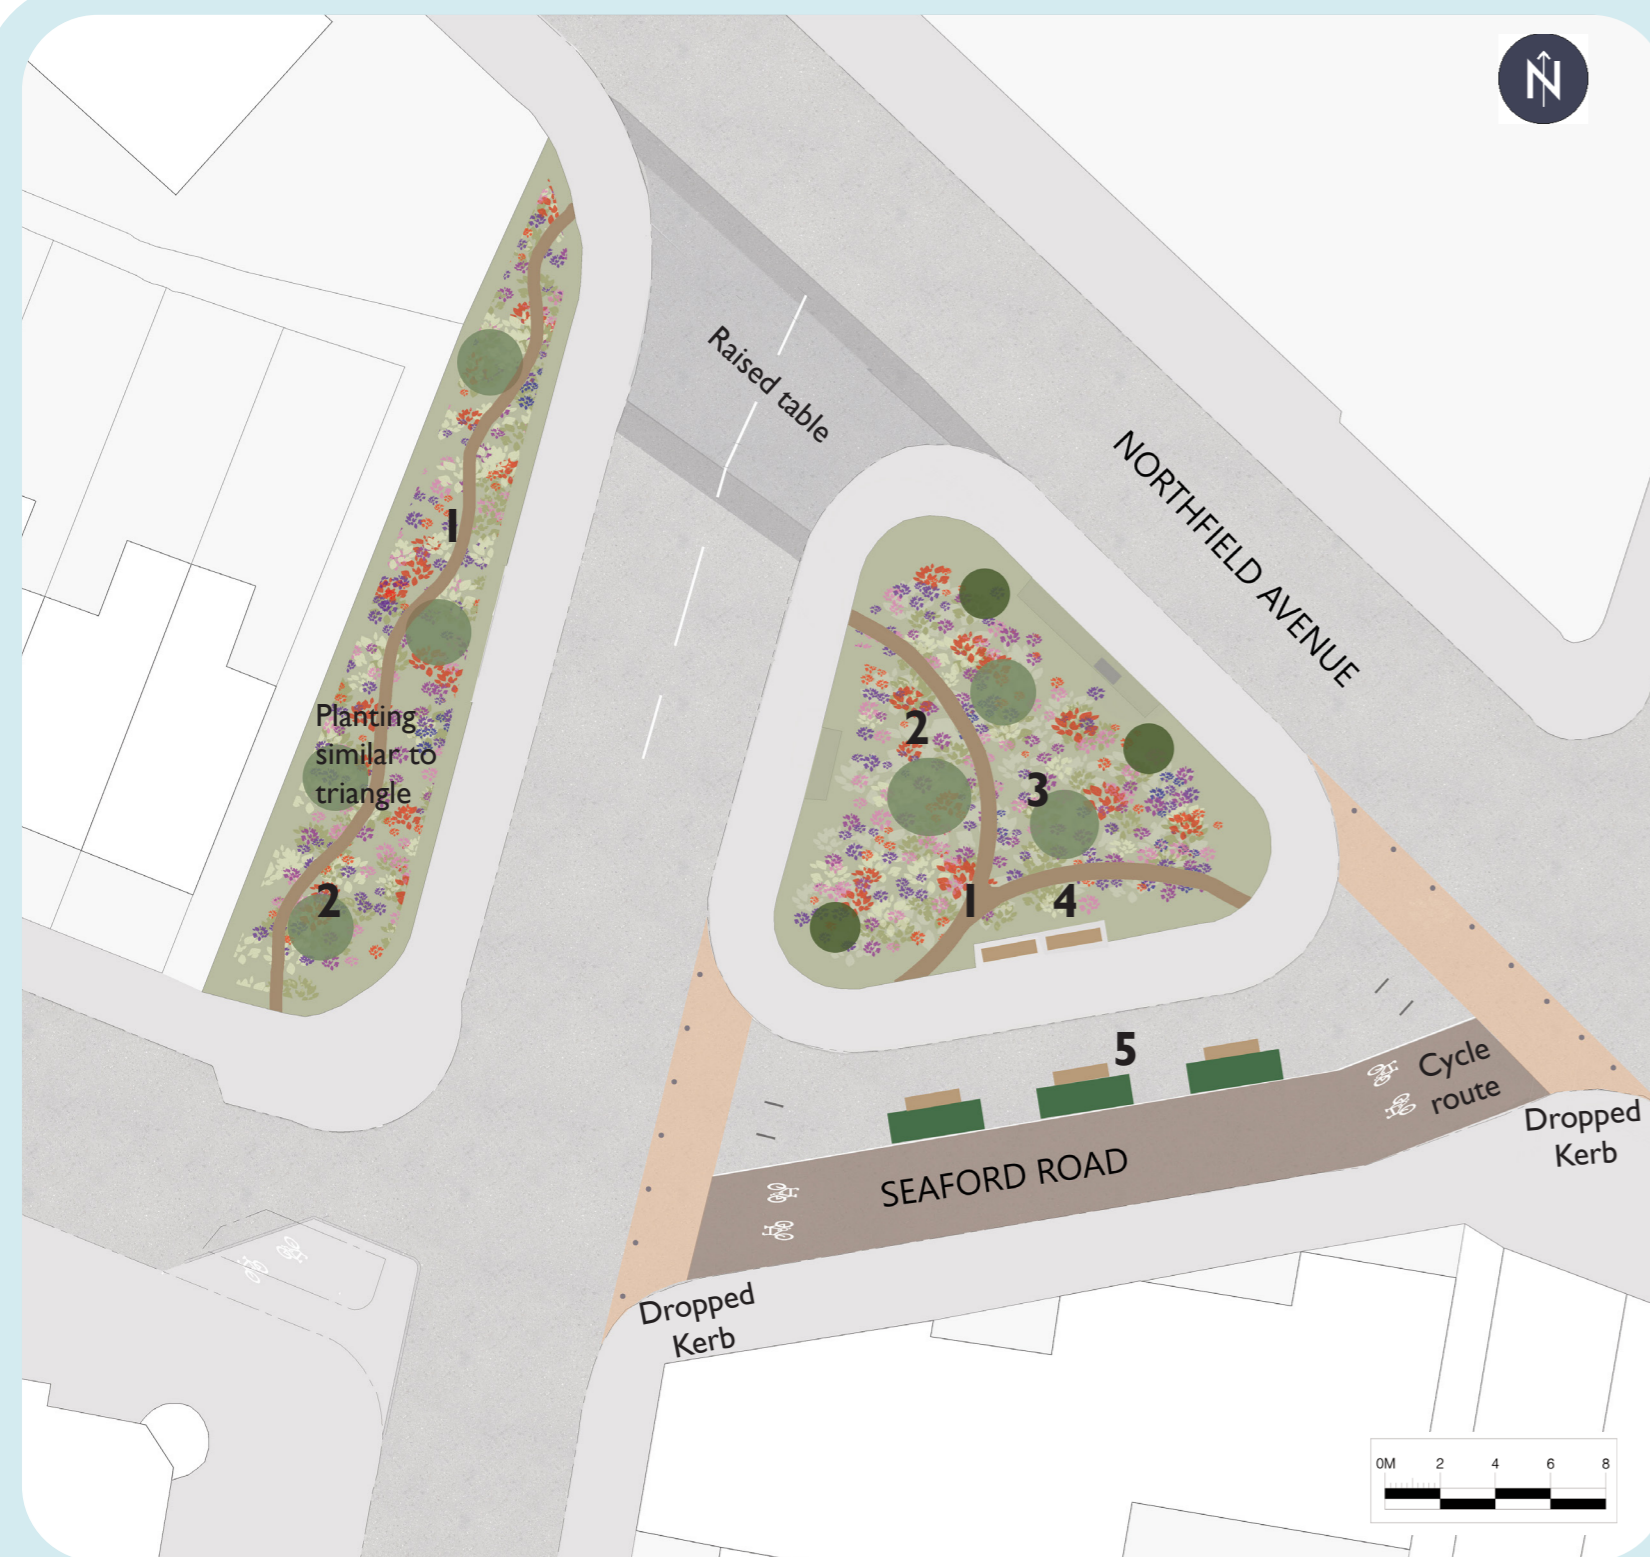 N
Raised table
NORTHFIELD AVENUE
1
Planting
similar to
triangle
2
2
3
1
4
5
Cycle
route
Dropped
Kerb
SEAFORD ROAD
Dropped
Kerb
0M 2 4 6 8